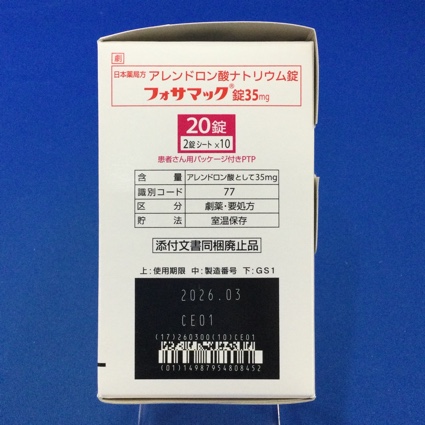 劇
日本薬局方 アレンドロン酸ナトリウム錠
フォサマック®錠35mg
20錠
2錠シート×10
患者さん用パッケージ付きPTP
含 量 アレンドロン酸として35mg
識別コード 77
区 分 劇薬・要処方
貯 法 室温保存
添付文書同梱廃止品
上:使用期限 中:製造番号 下:GS1
2026.03
CE01
(17)260300(10)CE01
(01)14987954808452